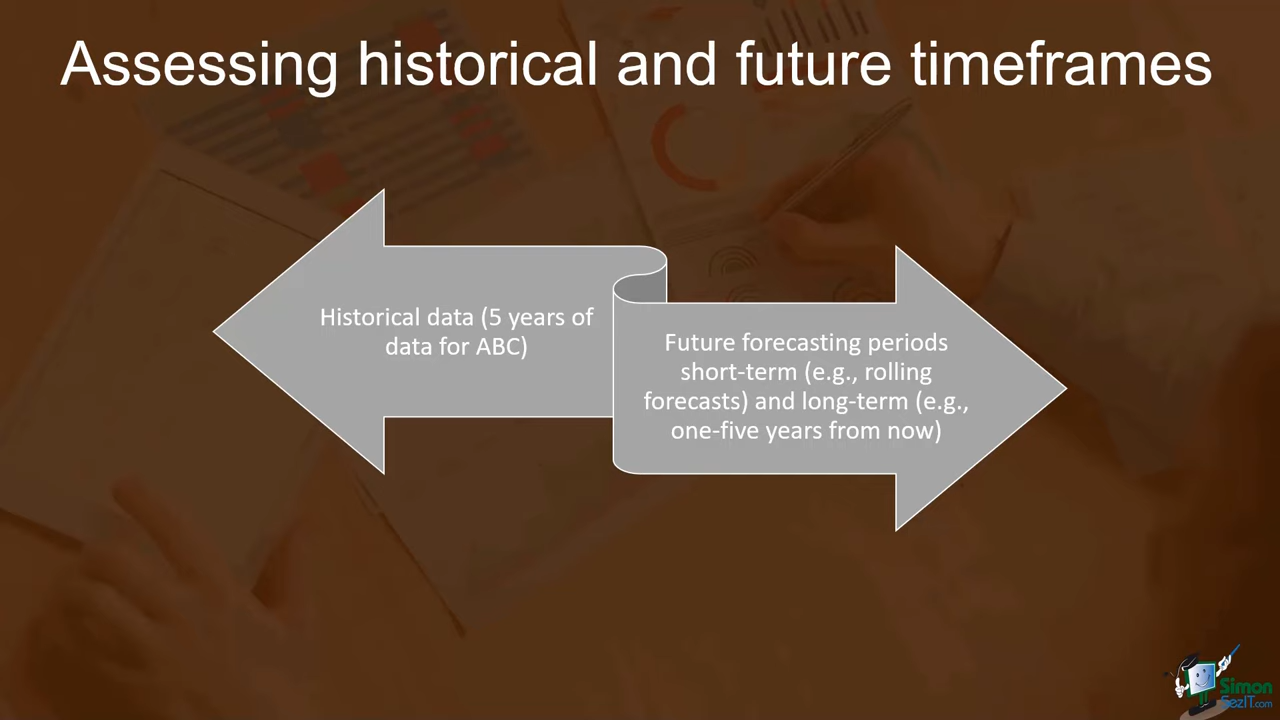 Assessing historical and future timeframes
Historical data (5 years of
data for ABC)
Future forecasting periods
short-term (e.g., rolling
forecasts) and long-term (e.g.,
one-five years from now)
Simon
SezIT.com